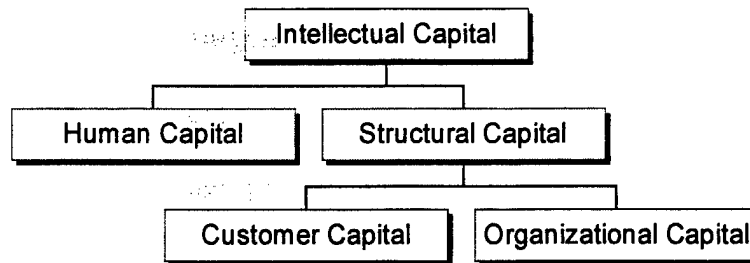 Intellectual Capital
Human Capital
Structural Capital
Customer Capital
Organizational Capital